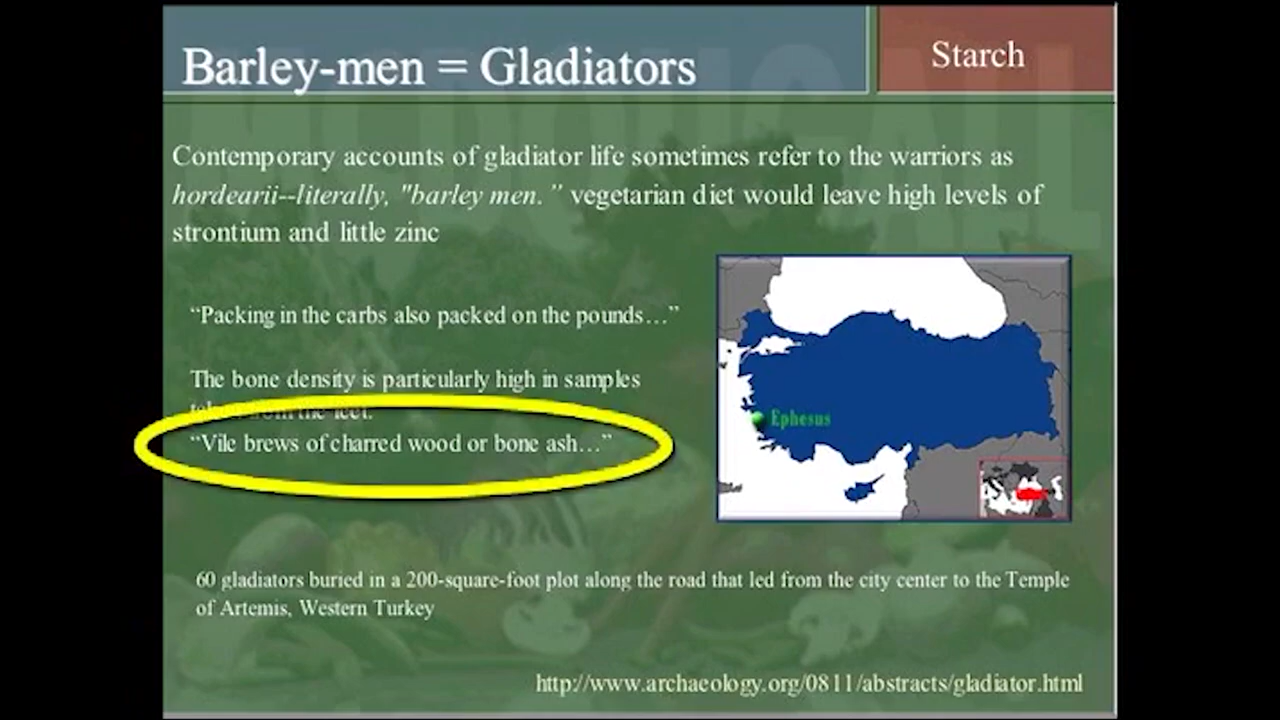 Barley-men = Gladiators
Starch
Contemporary accounts of gladiator life sometimes refer to the warriors as
hordearii--literally, "barley men.” vegetarian diet would leave high levels of
strontium and little zinc
“Packing in the carbs also packed on the pounds…”
The bone density is particularly high in samples
taken from the feet.
“Vile brews of charred wood or bone ash…”
Ephesus
60 gladiators buried in a 200-square-foot plot along the road that led from the city center to the Temple
of Artemis, Western Turkey
http://www.archaeology.org/0811/abstracts/gladiator.html